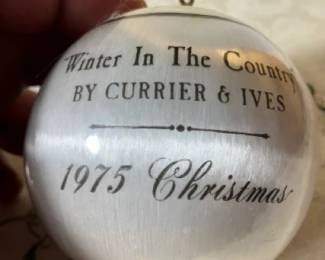 "Winter In The Country"
BY CURRIER & IVES
1975 Christmas